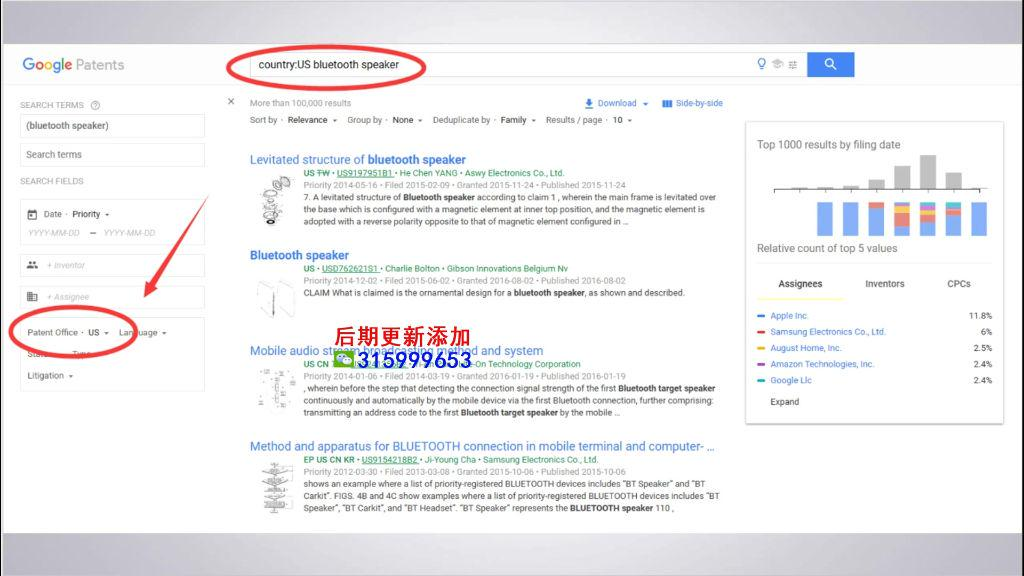 Google Patents
country:US bluetooth speaker
SEARCH TERMS
(bluetooth speaker)
Search terms
SEARCH FIELDS
Date · Priority
YYYY-MM-DD — YYYY-MM-DD
+ Inventor
+ Assignee
Patent Office · US Language
Status Type
Litigation
More than 100,000 results
Download Side-by-side
Sort by · Relevance Group by · None Deduplicate by · Family Results / page · 10
Levitated structure of bluetooth speaker
US TW • US9197951B1 • He Chen YANG • Aswy Electronics Co., Ltd.
Priority 2014-05-16 • Filed 2015-02-09 • Granted 2015-11-24 • Published 2015-11-24
7. A levitated structure of Bluetooth speaker according to claim 1 , wherein the main frame is levitated over
the base which is configured with a magnetic element at inner top position, and the magnetic element is
adopted with a reverse polarity opposite to that of magnetic element configured in ...
Bluetooth speaker
US • USD762621S1 • Charlie Bolton • Gibson Innovations Belgium Nv
Priority 2014-12-02 • Filed 2015-06-02 • Granted 2016-08-02 • Published 2016-08-02
CLAIM What is claimed is the ornamental design for a bluetooth speaker, as shown and described.
后期更新添加
315999653
Mobile audio stream broadcasting method and system
US CN On Technology Corporation
Priority 2014-01-06 • Filed 2014-03-19 • Granted 2016-01-19 • Published 2016-01-19
, wherein before the step that detecting the connection signal strength of the first Bluetooth target speaker
continuously and automatically by the mobile device via the first Bluetooth connection, further comprising:
transmitting an address code to the first Bluetooth target speaker by the mobile ...
Method and apparatus for BLUETOOTH connection in mobile terminal and computer- ...
EP US CN KR • US9154218B2 • Ji-Young Cha • Samsung Electronics Co., Ltd.
Priority 2012-03-30 • Filed 2013-03-08 • Granted 2015-10-06 • Published 2015-10-06
shows an example where a list of priority-registered BLUETOOTH devices includes "BT Speaker" and "BT
Carkit". FIGS. 4B and 4C show examples where a list of priority-registered BLUETOOTH devices includes "BT
Speaker", "BT Carkit", and "BT Headset". "BT Speaker" represents the BLUETOOTH speaker 110 ,
Top 1000 results by filing date
Relative count of top 5 values
Assignees Inventors CPCs
Apple Inc. 11.8%
Samsung Electronics Co., Ltd. 6%
August Home, Inc. 2.5%
Amazon Technologies, Inc. 2.4%
Google Llc 2.4%
Expand